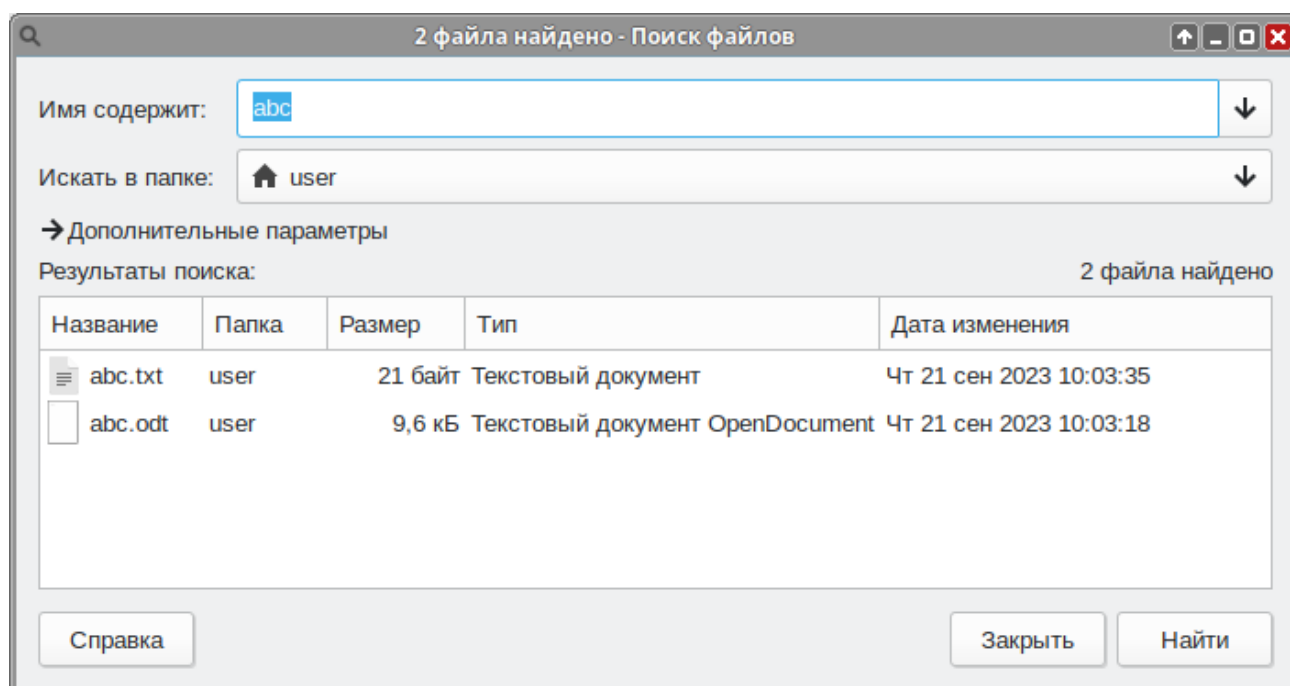 2 файла найдено - Поиск файлов
Имя содержит: abc
Искать в папке: user
Дополнительные параметры
Результаты поиска: 2 файла найдено
Название Папка Размер Тип Дата изменения
abc.txt user 21 байт Текстовый документ Чт 21 сен 2023 10:03:35
abc.odt user 9,6 кБ Текстовый документ OpenDocument Чт 21 сен 2023 10:03:18
Справка Закрыть Найти